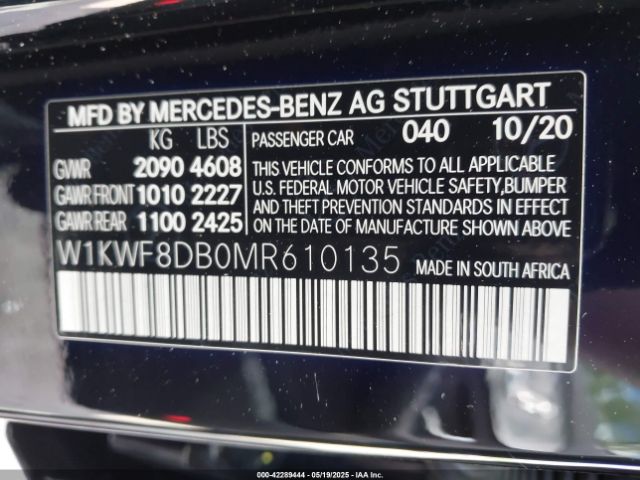 MFD BY MERCEDES-BENZ AG STUTTGART
KG LBS
GVWR 2090 4608
GAWR FRONT 1010 2227
GAWR REAR 1100 2425
PASSENGER CAR 040 10/20
THIS VEHICLE CONFORMS TO ALL APPLICABLE
U.S. FEDERAL MOTOR VEHICLE SAFETY,BUMPER
AND THEFT PREVENTION STANDARDS IN EFFECT
ON DATE OF MANUFACTURE SHOWN ABOVE
W1KWF8DB0MR610135 MADE IN SOUTH AFRICA
000-42289444 - 05/19/2025 - IAA Inc.